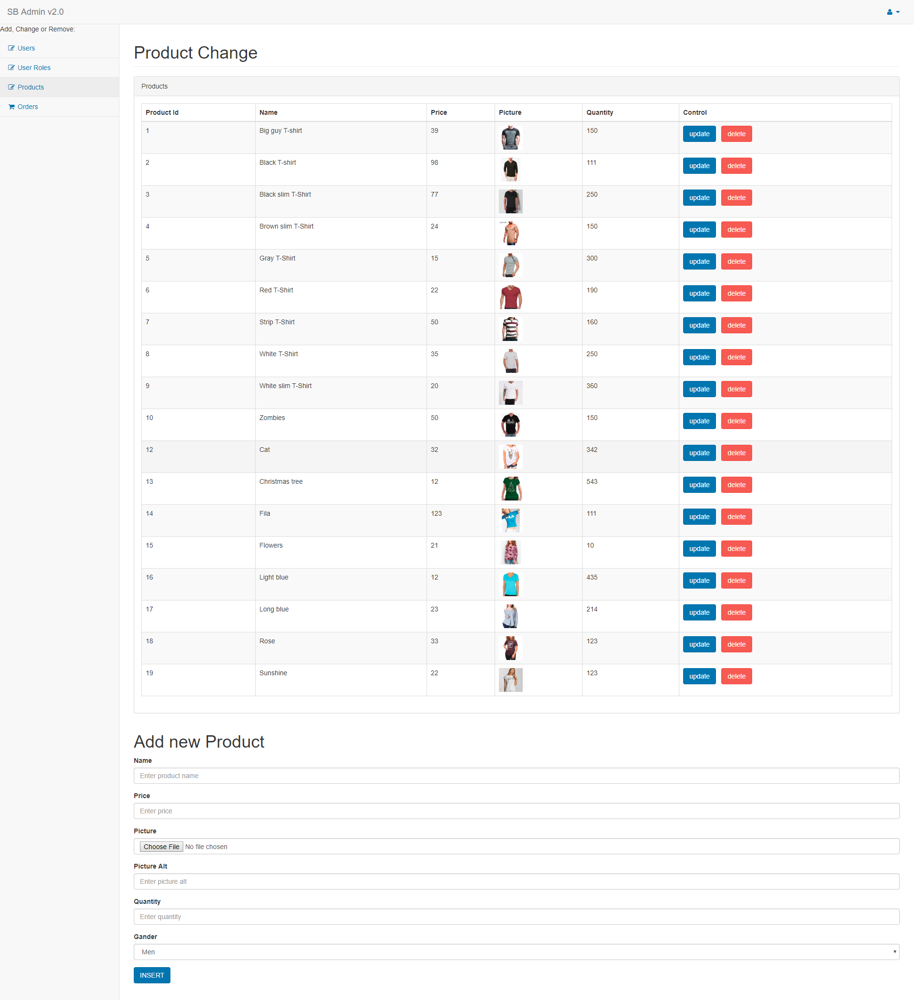 SB Admin v2.0
Add, Change or Remove:
Users
User Roles
Products
Orders
Product Change
Products
Product Id Name Price Picture Quantity Control
1 Big guy T-shirt 39 150 update delete
2 Black T-shirt 98 111 update delete
3 Black slim T-Shirt 77 250 update delete
4 Brown slim T-Shirt 24 150 update delete
5 Gray T-Shirt 15 300 update delete
6 Red T-Shirt 22 190 update delete
7 Strip T-Shirt 50 160 update delete
8 White T-Shirt 35 250 update delete
9 White slim T-Shirt 20 360 update delete
10 Zombies 50 150 update delete
12 Cat 32 342 update delete
13 Christmas tree 12 543 update delete
14 Fila 123 FILA 111 update delete
15 Flowers 21 10 update delete
16 Light blue 12 435 update delete
17 Long blue 23 214 update delete
18 Rose 33 123 update delete
19 Sunshine 22 123 update delete
Add new Product
Name
Enter product name
Price
Enter price
Picture
Choose File No file chosen
Picture Alt
Enter picture alt
Quantity
Enter quantity
Gander
Men
INSERT